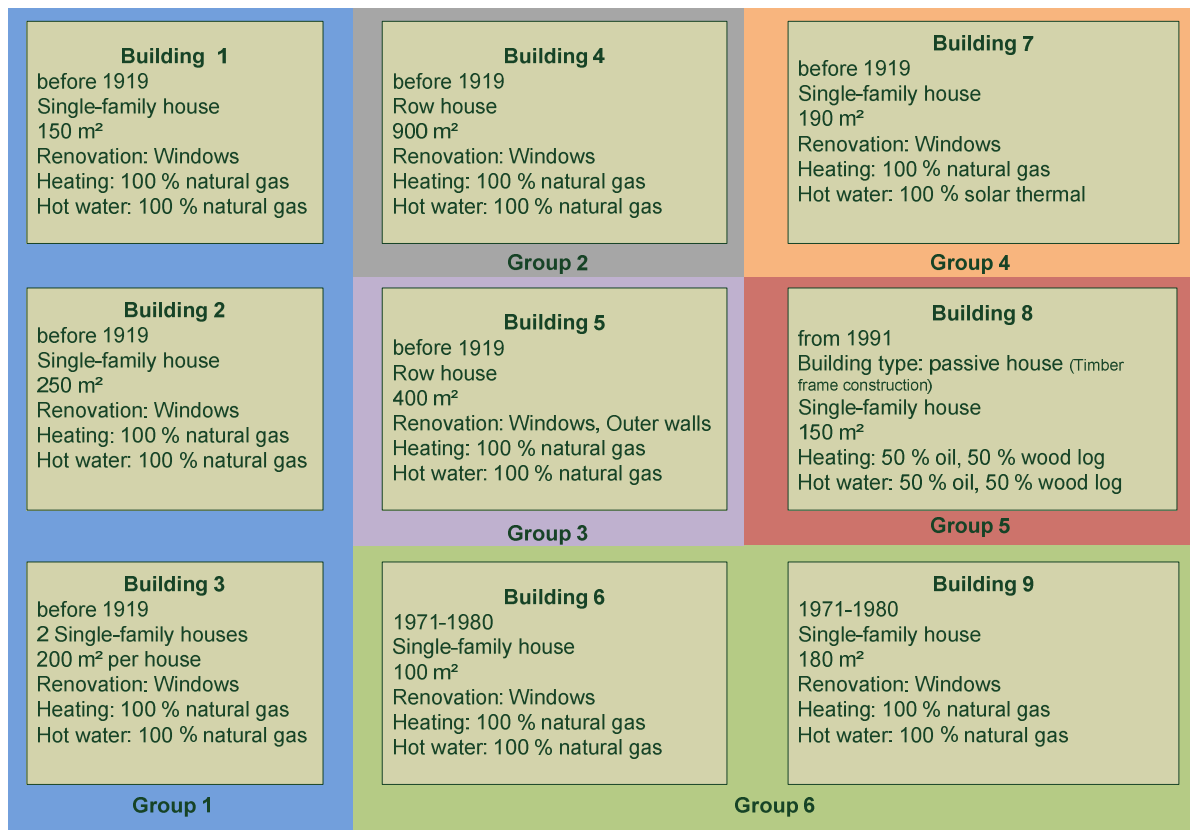 Building 1
before 1919
Single-family house
150 m²
Renovation: Windows
Heating: 100 % natural gas
Hot water: 100 % natural gas
Building 2
before 1919
Single-family house
250 m²
Renovation: Windows
Heating: 100 % natural gas
Hot water: 100 % natural gas
Building 3
before 1919
2 Single-family houses
200 m² per house
Renovation: Windows
Heating: 100 % natural gas
Hot water: 100 % natural gas
Group 1
Building 4
before 1919
Row house
900 m²
Renovation: Windows
Heating: 100 % natural gas
Hot water: 100 % natural gas
Group 2
Building 5
before 1919
Row house
400 m²
Renovation: Windows, Outer walls
Heating: 100 % natural gas
Hot water: 100 % natural gas
Group 3
Building 7
before 1919
Single-family house
190 m²
Renovation: Windows
Heating: 100 % natural gas
Hot water: 100 % solar thermal
Group 4
Building 8
from 1991
Building type: passive house (Timber
frame construction)
Single-family house
150 m²
Heating: 50 % oil, 50 % wood log
Hot water: 50 % oil, 50 % wood log
Group 5
Building 6
1971-1980
Single-family house
100 m²
Renovation: Windows
Heating: 100 % natural gas
Hot water: 100 % natural gas
Building 9
1971-1980
Single-family house
180 m²
Renovation: Windows
Heating: 100 % natural gas
Hot water: 100 % natural gas
Group 6